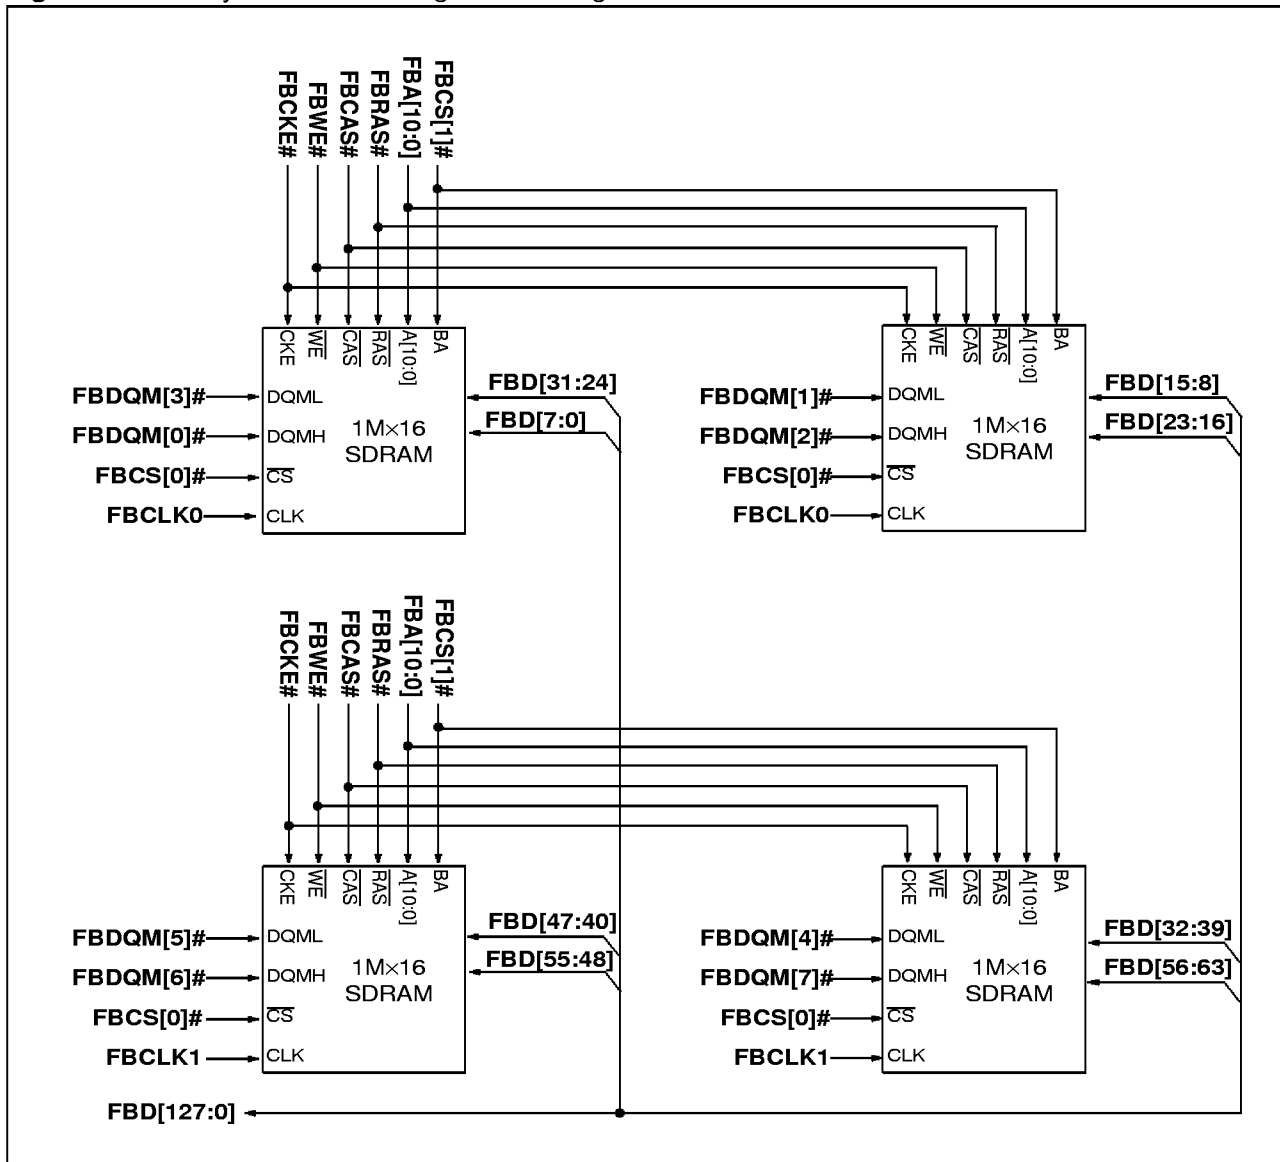 FBCKE#
FBWE#
FBCAS#
FBRAS#
FBA[10:0]
FBCS[1]#
CKE
WE
CAS
RAS
A[10:0]
BA
FBDQM[3]#
DQML
FBDQM[0]#
DQMH
FBCS[0]#
CS
FBCLK0
CLK
1M×16
SDRAM
FBD[31:24]
FBD[7:0]
CKE
WE
CAS
RAS
A[10:0]
BA
FBDQM[1]#
DQML
FBDQM[2]#
DQMH
FBCS[0]#
CS
FBCLK0
CLK
1M×16
SDRAM
FBD[15:8]
FBD[23:16]
FBCKE#
FBWE#
FBCAS#
FBRAS#
FBA[10:0]
FBCS[1]#
CKE
WE
CAS
RAS
A[10:0]
BA
FBDQM[5]#
DQML
FBDQM[6]#
DQMH
FBCS[0]#
CS
FBCLK1
CLK
1M×16
SDRAM
FBD[47:40]
FBD[55:48]
CKE
WE
CAS
RAS
A[10:0]
BA
FBDQM[4]#
DQML
FBDQM[7]#
DQMH
FBCS[0]#
CS
FBCLK1
CLK
1M×16
SDRAM
FBD[32:39]
FBD[56:63]
FBD[127:0]